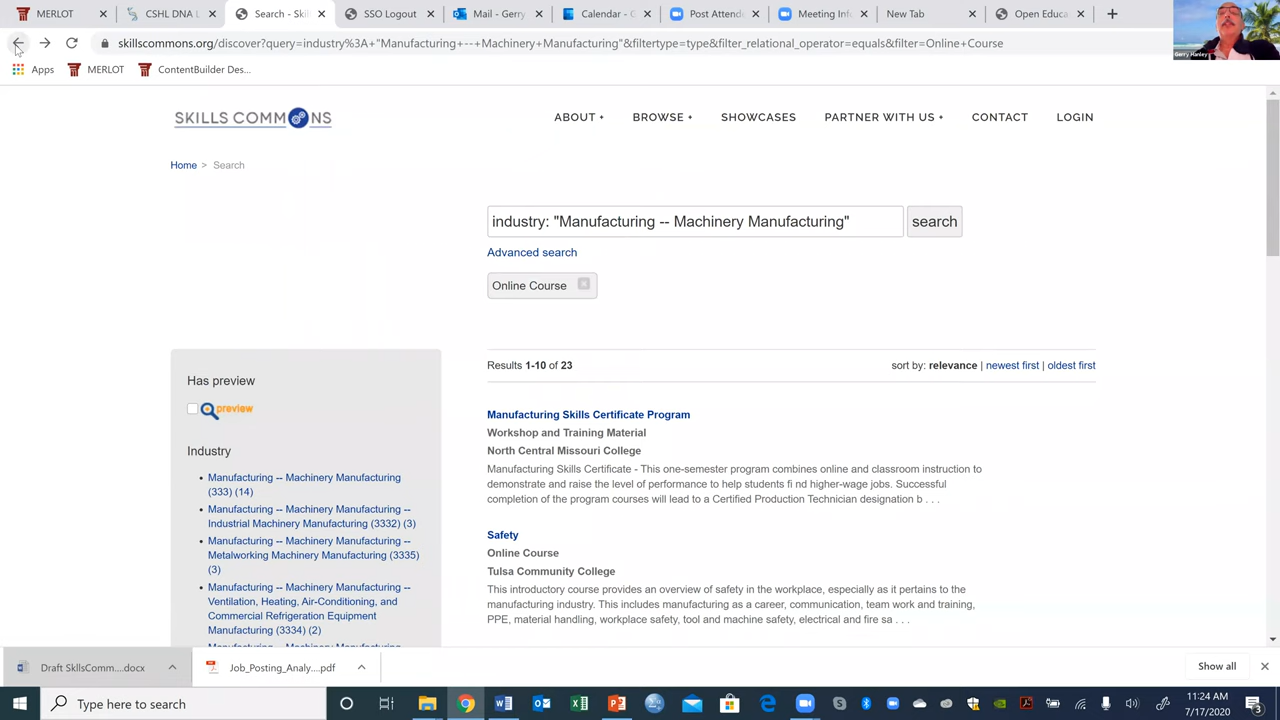 MERLOT
CSHL DNA L
Search - Skil
SSO Logout
Mail - Gerry
Calendar - G
Post Attend
Meeting Inf
New Tab
Open Educa
skillscommons.org/discover?query=industry%3A+"Manufacturing+--+Machinery+Manufacturing"&filtertype=type&filter_relational_operator=equals&filter=Online+Course
Gerry Hanley
Apps
MERLOT
ContentBuilder Des...
SKILLS COMMONS
ABOUT +
BROWSE +
SHOWCASES
PARTNER WITH US +
CONTACT
LOGIN
Home > Search
industry: "Manufacturing -- Machinery Manufacturing"
search
Advanced search
Online Course
Results 1-10 of 23
sort by: relevance | newest first | oldest first
Has preview
preview
Industry
Manufacturing -- Machinery Manufacturing
(333) (14)
Manufacturing -- Machinery Manufacturing --
Industrial Machinery Manufacturing (3332) (3)
Manufacturing -- Machinery Manufacturing --
Metalworking Machinery Manufacturing (3335)
(3)
Manufacturing -- Machinery Manufacturing --
Ventilation, Heating, Air-Conditioning, and
Commercial Refrigeration Equipment
Manufacturing (3334) (2)
Manufacturing -- Machinery Manufacturing
Manufacturing Skills Certificate Program
Workshop and Training Material
North Central Missouri College
Manufacturing Skills Certificate - This one-semester program combines online and classroom instruction to
demonstrate and raise the level of performance to help students fi nd higher-wage jobs. Successful
completion of the program courses will lead to a Certified Production Technician designation b . . .
Safety
Online Course
Tulsa Community College
This introductory course provides an overview of safety in the workplace, especially as it pertains to the
manufacturing industry. This includes manufacturing as a career, communication, team work and training,
PPE, material handling, workplace safety, tool and machine safety, electrical and fire sa . . .
Draft SkllsComm....docx
Job_Posting_Analy....pdf
Show all
Type here to search
11:24 AM
7/17/2020
3